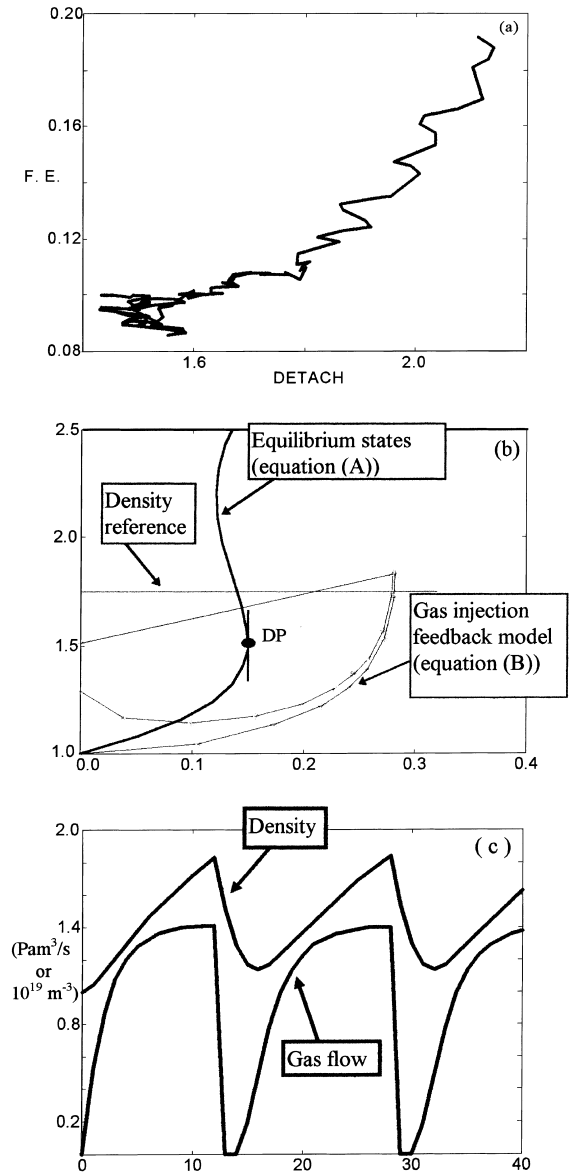 0.20
(a)
0.16
F. E.
0.12
0.08
1.6
2.0
DETACH
2.5
Equilibrium states
(equation (A))
(b)
Density
reference
2.0
Gas injection
feedback model
(equation (B))
DP
1.5
1.0
0.0
0.1
0.2
0.3
0.4
2.0
Density
( c )
1.4
(Pam³/s
or
10¹⁹ m⁻³)
0.8
Gas flow
0.2
0
10
20
30
40